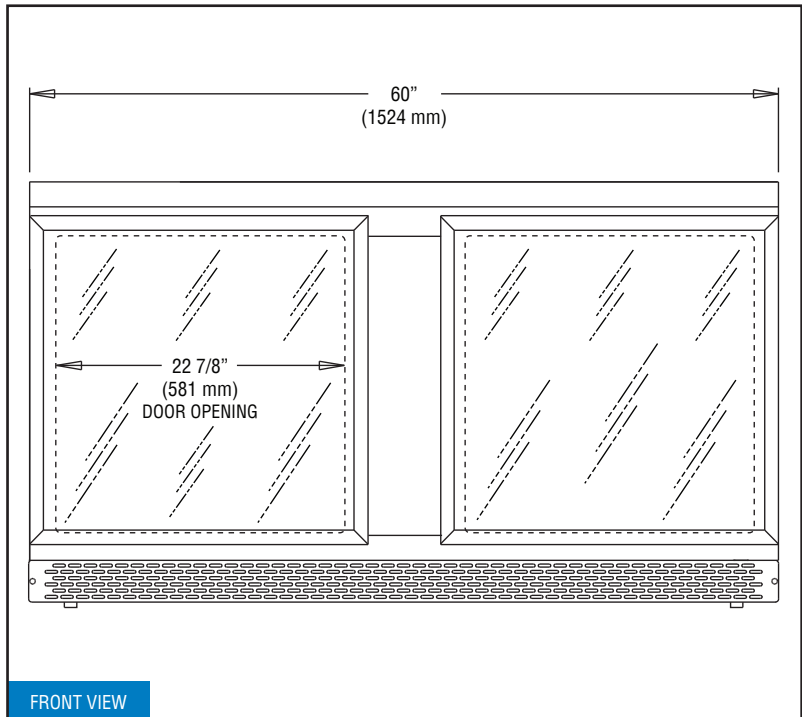 60”
(1524 mm)
22 7/8”
(581 mm)
DOOR OPENING
FRONT VIEW